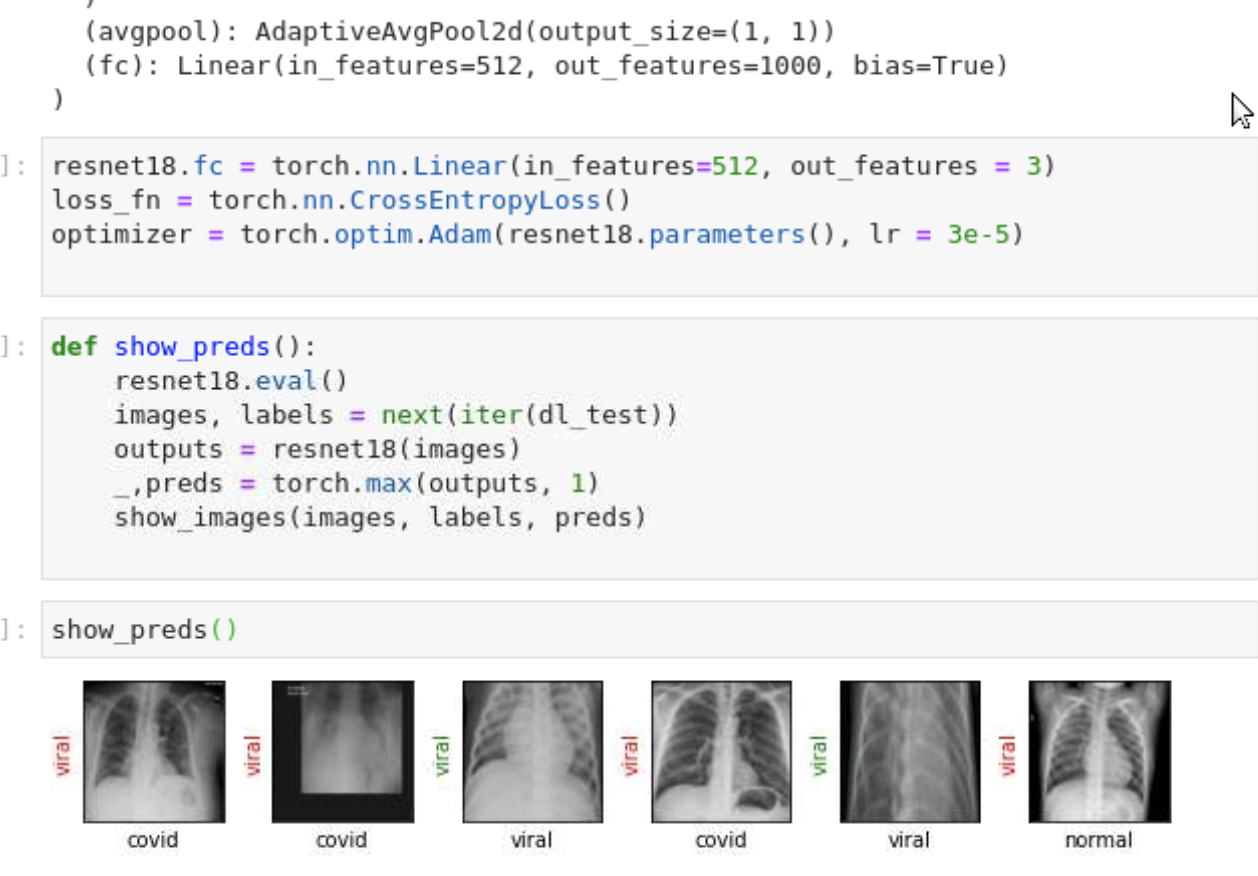 )
(avgpool): AdaptiveAvgPool2d(output_size=(1, 1))
(fc): Linear(in_features=512, out_features=1000, bias=True)
)
]: resnet18.fc = torch.nn.Linear(in_features=512, out_features = 3)
loss_fn = torch.nn.CrossEntropyLoss()
optimizer = torch.optim.Adam(resnet18.parameters(), lr = 3e-5)
]: def show_preds():
resnet18.eval()
images, labels = next(iter(dl_test))
outputs = resnet18(images)
_,preds = torch.max(outputs, 1)
show_images(images, labels, preds)
]: show_preds()
viral viral viral viral viral viral
covid covid viral covid viral normal